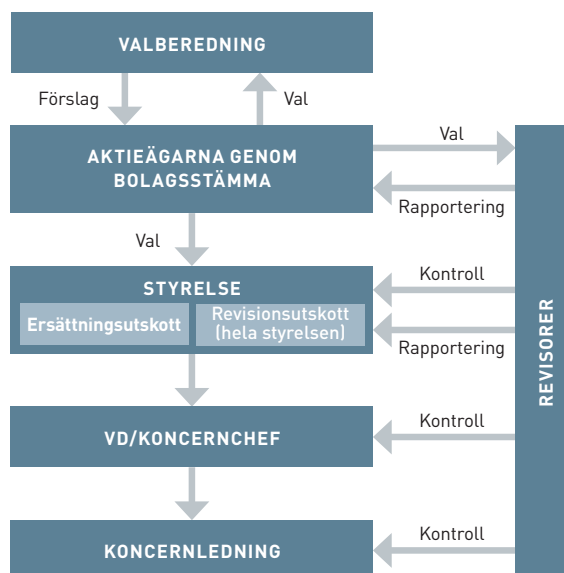 VALBEREDNING
Förslag
Val
AKTIEÄGARNA GENOM
BOLAGSSTÄMMA
Val
Rapportering
Val
STYRELSE
Ersättningsutskott
Revisionsutskott
(hela styrelsen)
Kontroll
Rapportering
VD/KONCERNCHEF
Kontroll
KONCERNLEDNING
Kontroll
REVISORER